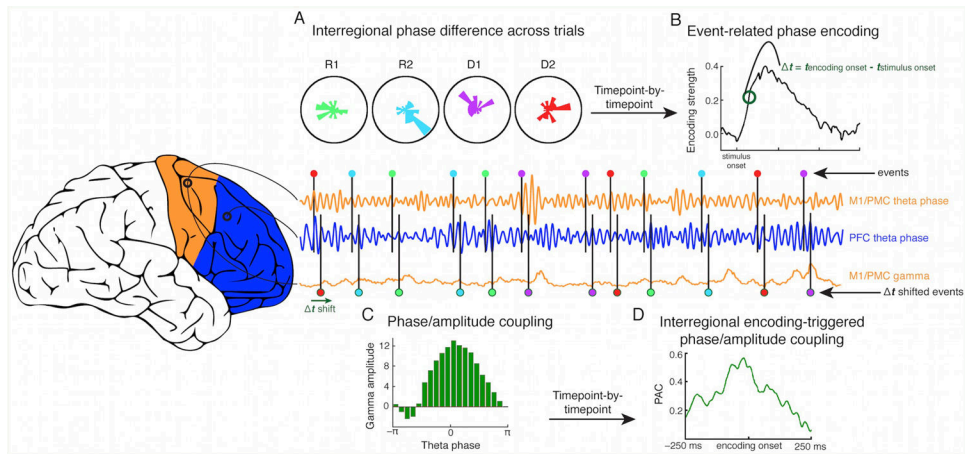 A
Interregional phase difference across trials
R1
R2
D1
D2
Timepoint-by-
timepoint
B
Event-related phase encoding
Δt = tencoding onset - tstimulus onset
Encoding strength
0.4
0.2
0.0
stimulus
onset
events
M1/PMC theta phase
PFC theta phase
M1/PMC gamma
Δt shifted events
Δt shift
C
Phase/amplitude coupling
Gamma amplitude
12
8
4
0
−π
0
π
Theta phase
Timepoint-by-
timepoint
D
Interregional encoding-triggered
phase/amplitude coupling
PAC
0.6
0.4
0.2
−250 ms
encoding onset
250 ms